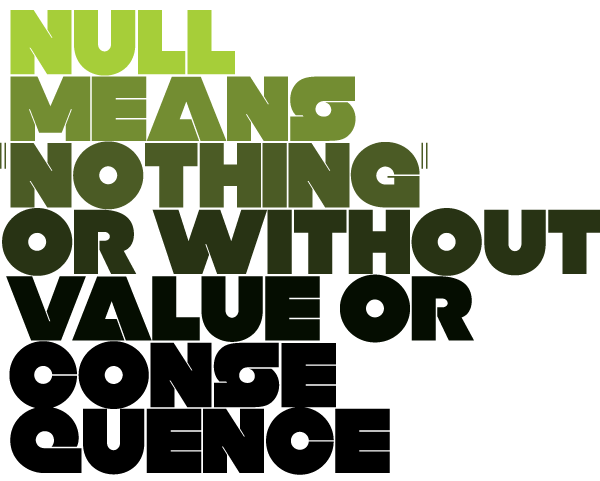 NULL
MEANS
"NOTHING"
OR WITHOUT
VALUE OR
CONSE
QUENCE